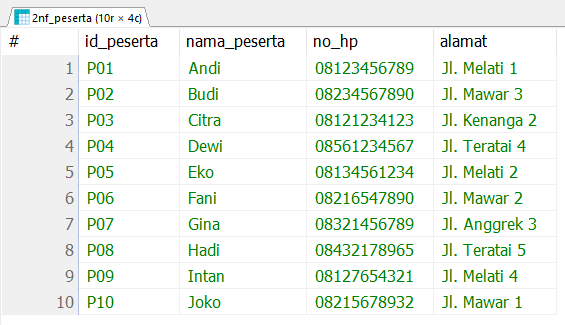 2nf_peserta (10r × 4c)
# id_peserta nama_peserta no_hp alamat
1 P01 Andi 08123456789 Jl. Melati 1
2 P02 Budi 08234567890 Jl. Mawar 3
3 P03 Citra 08121234123 Jl. Kenanga 2
4 P04 Dewi 08561234567 Jl. Teratai 4
5 P05 Eko 08134561234 Jl. Melati 2
6 P06 Fani 08216547890 Jl. Mawar 2
7 P07 Gina 08321456789 Jl. Anggrek 3
8 P08 Hadi 08432178965 Jl. Teratai 5
9 P09 Intan 08127654321 Jl. Melati 4
10 P10 Joko 08215678932 Jl. Mawar 1